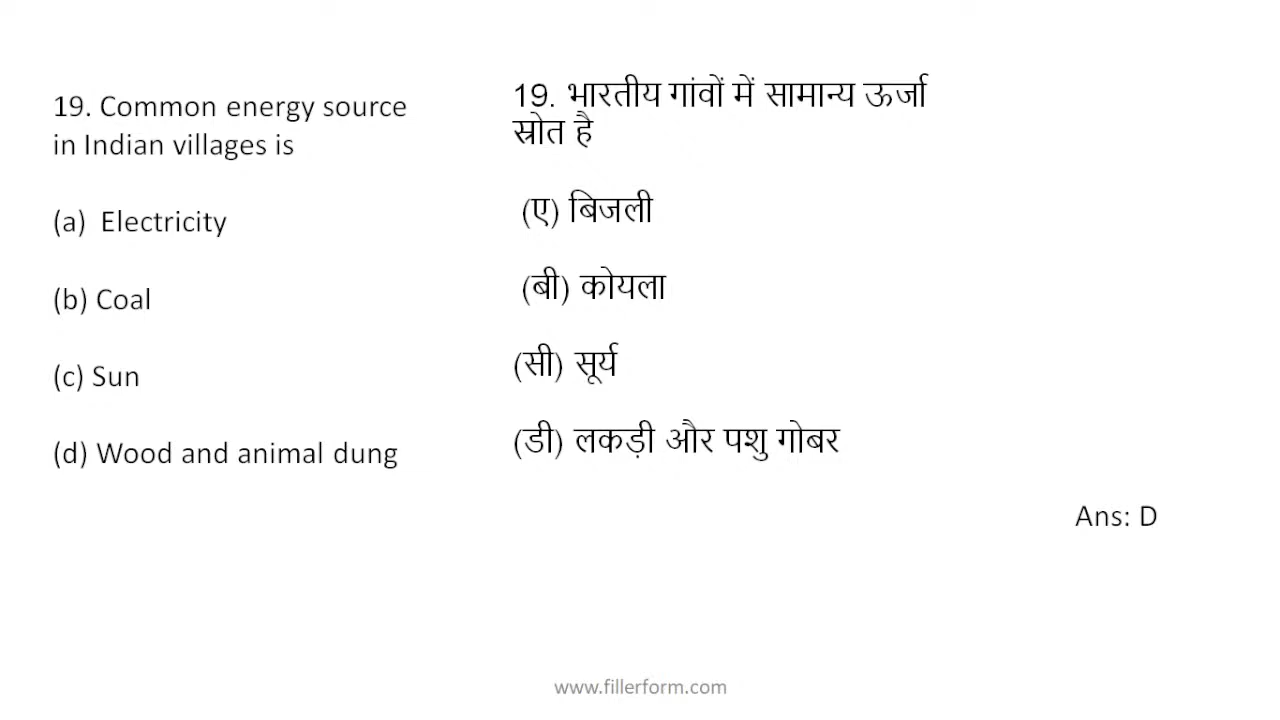 19. Common energy source
in Indian villages is
(a) Electricity
(b) Coal
(c) Sun
(d) Wood and animal dung
19. भारतीय गांवों में सामान्य ऊर्जा
स्रोत है
(ए) बिजली
(बी) कोयला
(सी) सूर्य
(डी) लकड़ी और पशु गोबर
Ans: D
www.fillerform.com